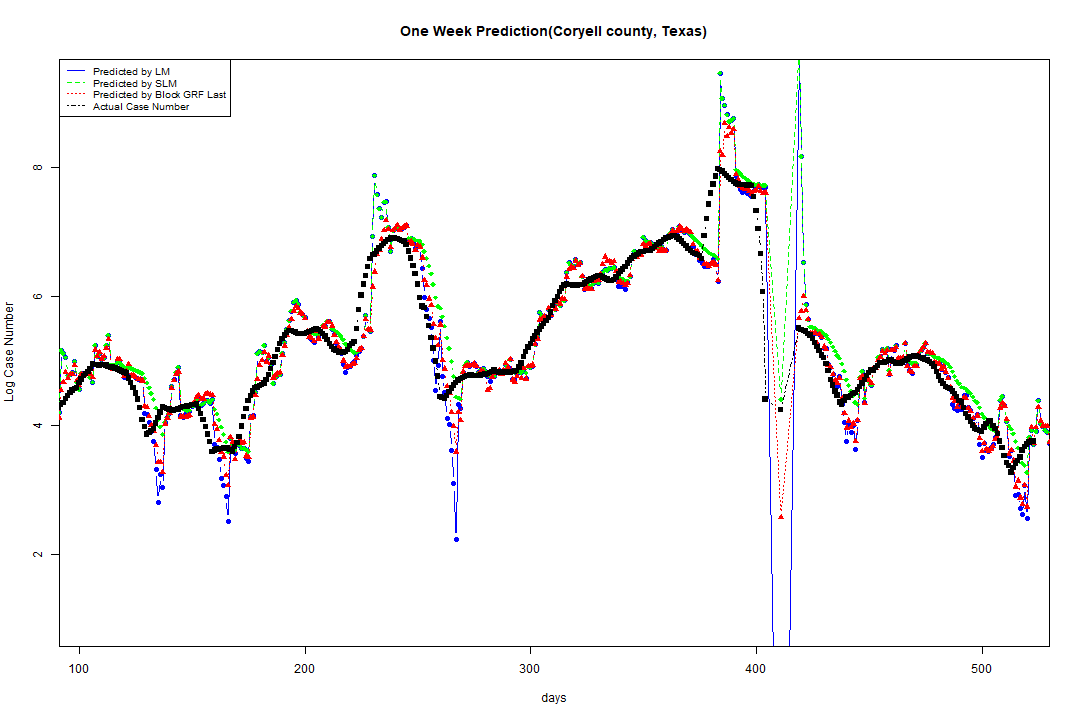 One Week Prediction(Coryell county, Texas)
Predicted by LM
Predicted by SLM
Predicted by Block GRF Last
Actual Case Number
8
6
4
2
Log Case Number
100 200 300 400 500
days